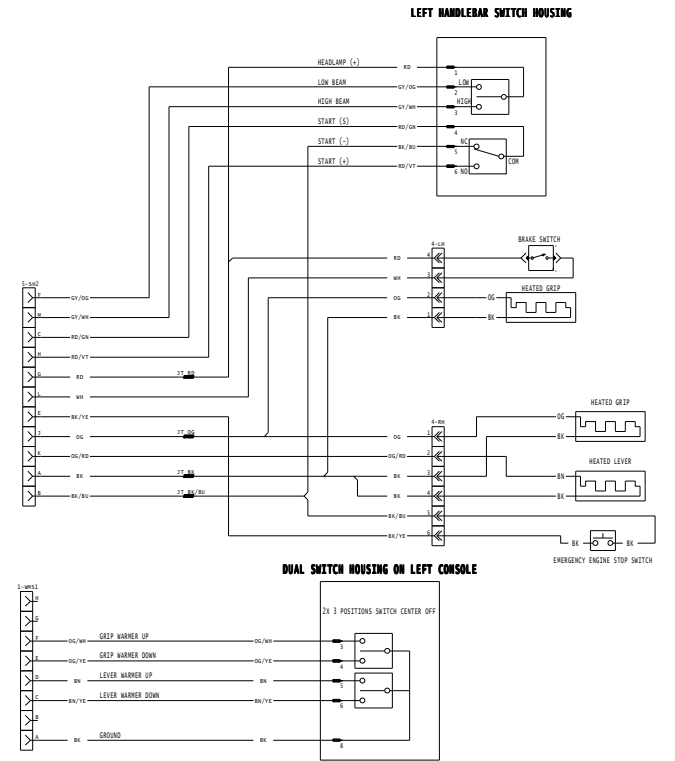 LEFT HANDLEBAR SWITCH HOUSING
HEADLAMP (+) RD 1
LOW BEAM GY/OG 2 LOW
HIGH BEAM GY/WH 3 HIGH
START (S) RD/GN 4
START (-) BK/BU 5 NC
COM
START (+) RD/VT 6 NO
4-LH
BRAKE SWITCH
RD 4
WH 3
HEATED GRIP
OG 2 OG
BK 1 BK
F GY/OG
GY/WH
C RD/GN
H RD/VT
G RD JT_RD
L WH
E BK/YE
J OG JT_OG
K OG/RD
A BK JT_BK
B BK/BU JT_BK/BU
4-RH
HEATED GRIP
OG 1 OG
BK
OG/RD 2
HEATED LEVER
BK 3 BN
BK 4 BK
BK/BU 5
BK/YE 6
BK BK
EMERGENCY ENGINE STOP SWITCH
DUAL SWITCH HOUSING ON LEFT CONSOLE
1-WMS1
2X 3 POSITIONS SWITCH CENTER OFF
H
G
F OG/WH GRIP WARMER UP OG/WH 3
E OG/YE GRIP WARMER DOWN OG/YE 4
D BN LEVER WARMER UP BN 5
C BN/YE LEVER WARMER DOWN BN/YE 6
B
A BK GROUND BK 8